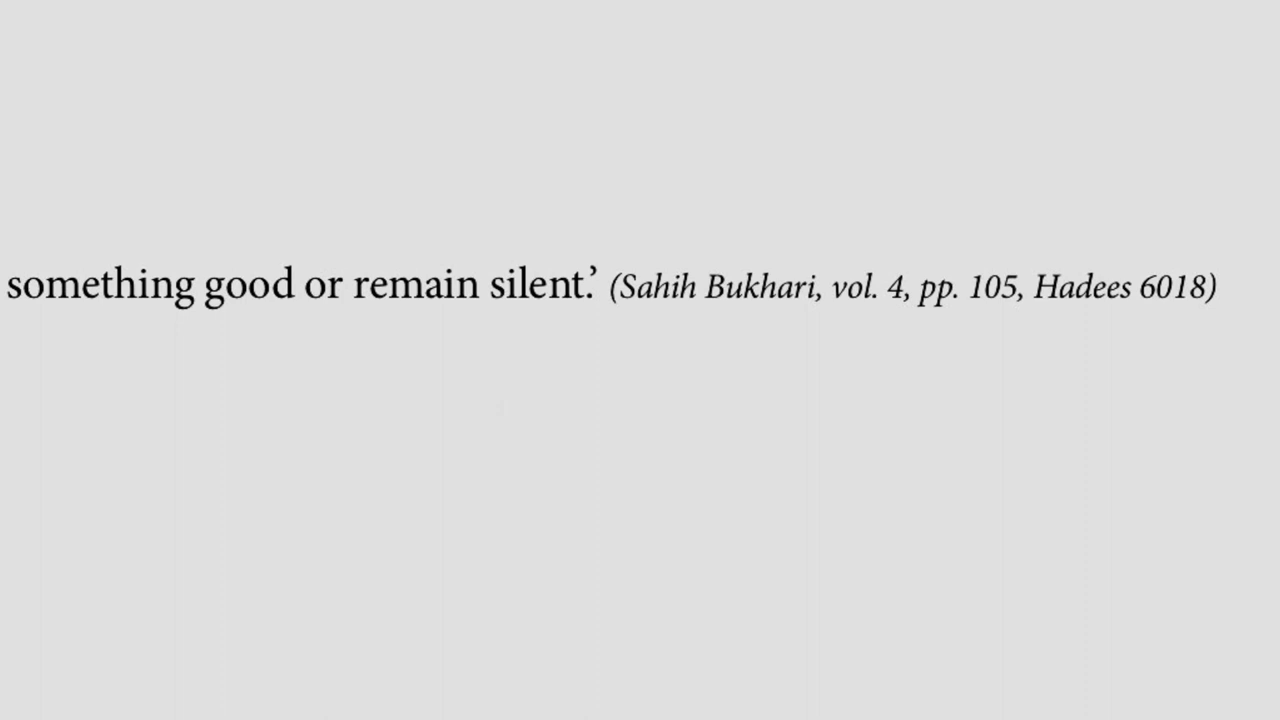 something good or remain silent.’ (Sahih Bukhari, vol. 4, pp. 105, Hadees 6018)